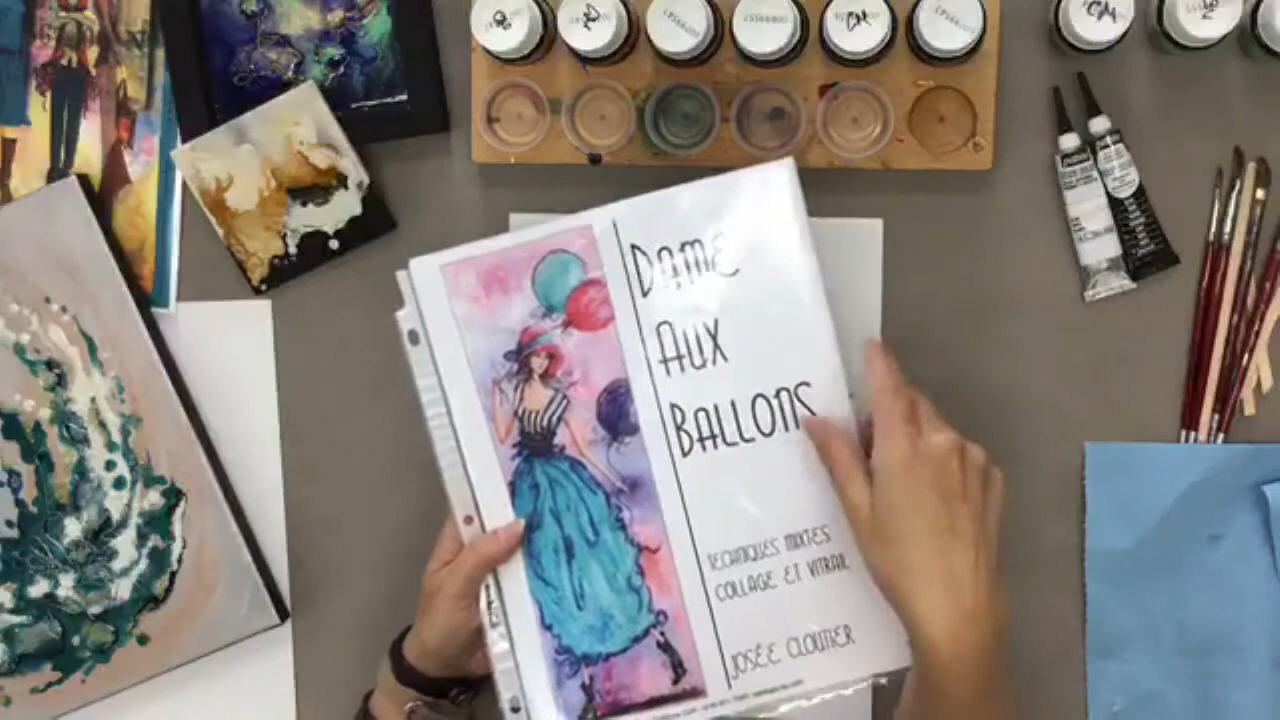 DAME
AUX
BALLONS
TECHNIQUES MIXTES
COLLAGE ET VITRAIL
JOSÉE CLOUTIER